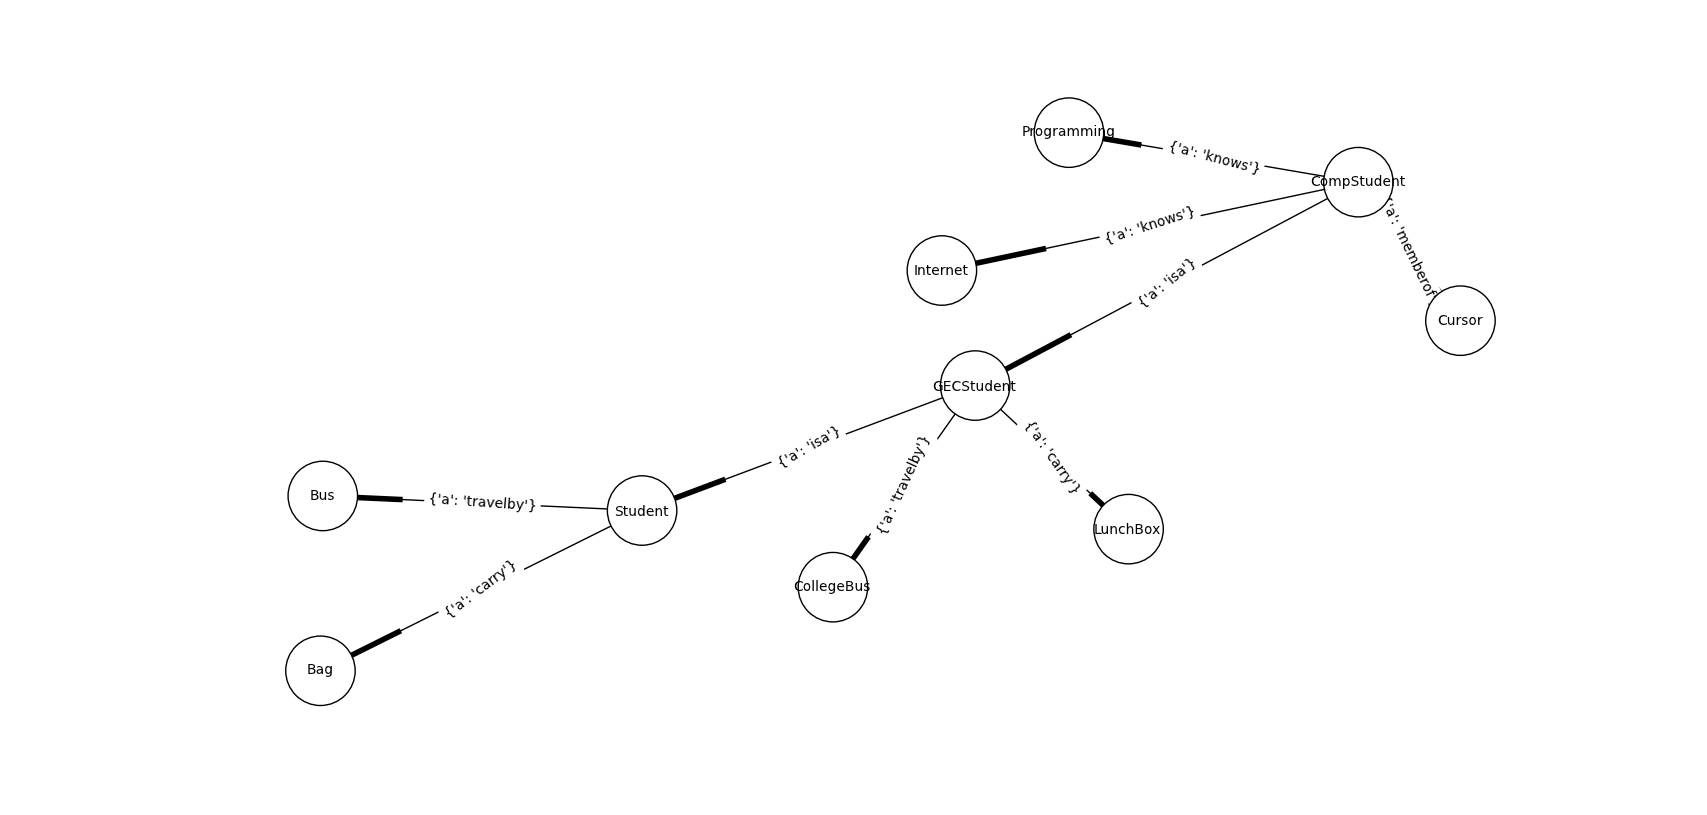 Programming
{'a': 'knows'}
CompStudent
{'a': 'knows'}
Internet
{'a': 'isa'}
'a': 'memberof
Cursor
GECStudent
{'a': 'isa'}
{'a': 'travelby'}
{'a': 'carry'}
Bus
{'a': 'travelby'}
Student
LunchBox
{'a': 'carry'}
CollegeBus
Bag